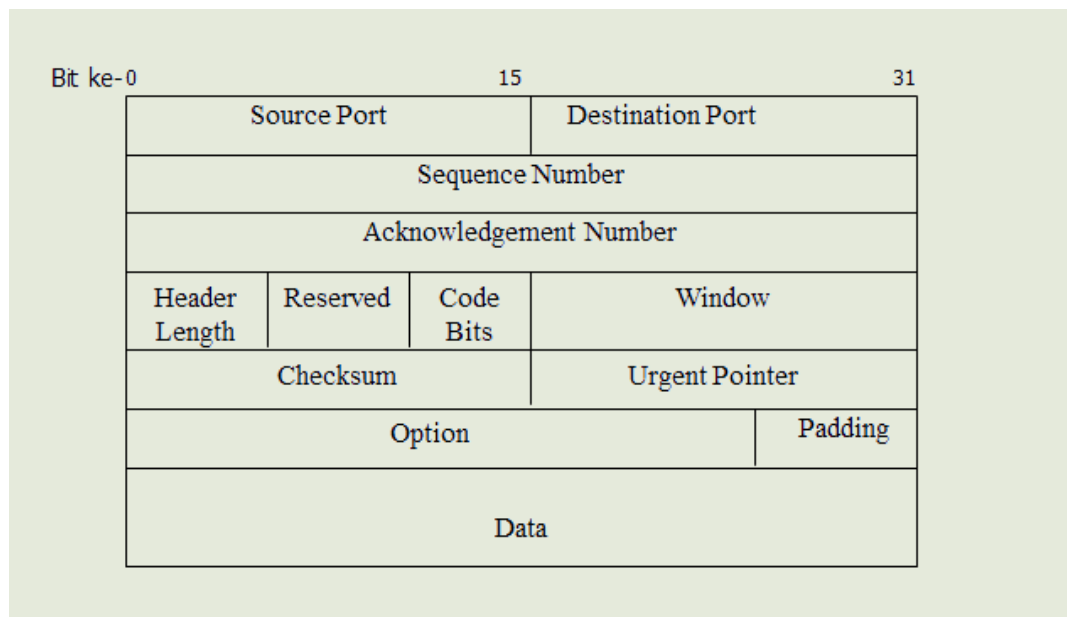 Bit ke-0 15 31
Source Port Destination Port
Sequence Number
Acknowledgement Number
Header Length Reserved Code Bits Window
Checksum Urgent Pointer
Option Padding
Data